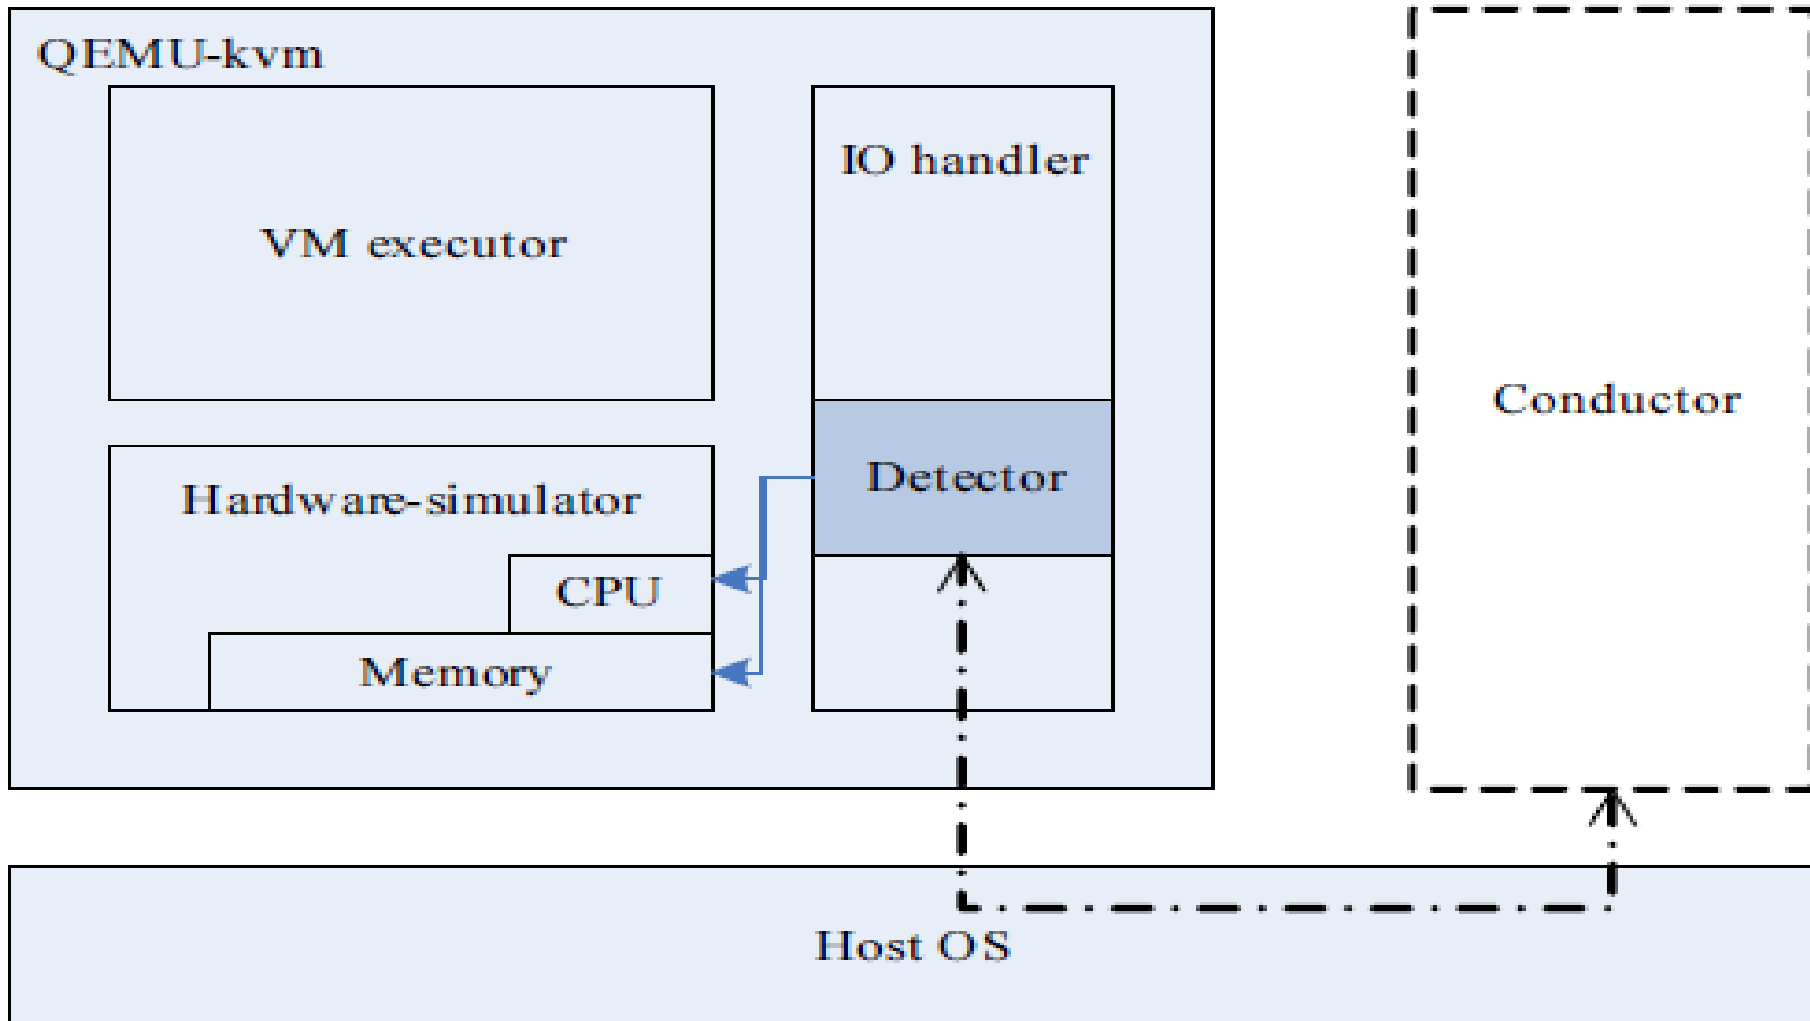 QEMU-kvm
VM executor
IO handler
Detector
Hardware-simulator
CPU
Memory
Conductor
Host OS